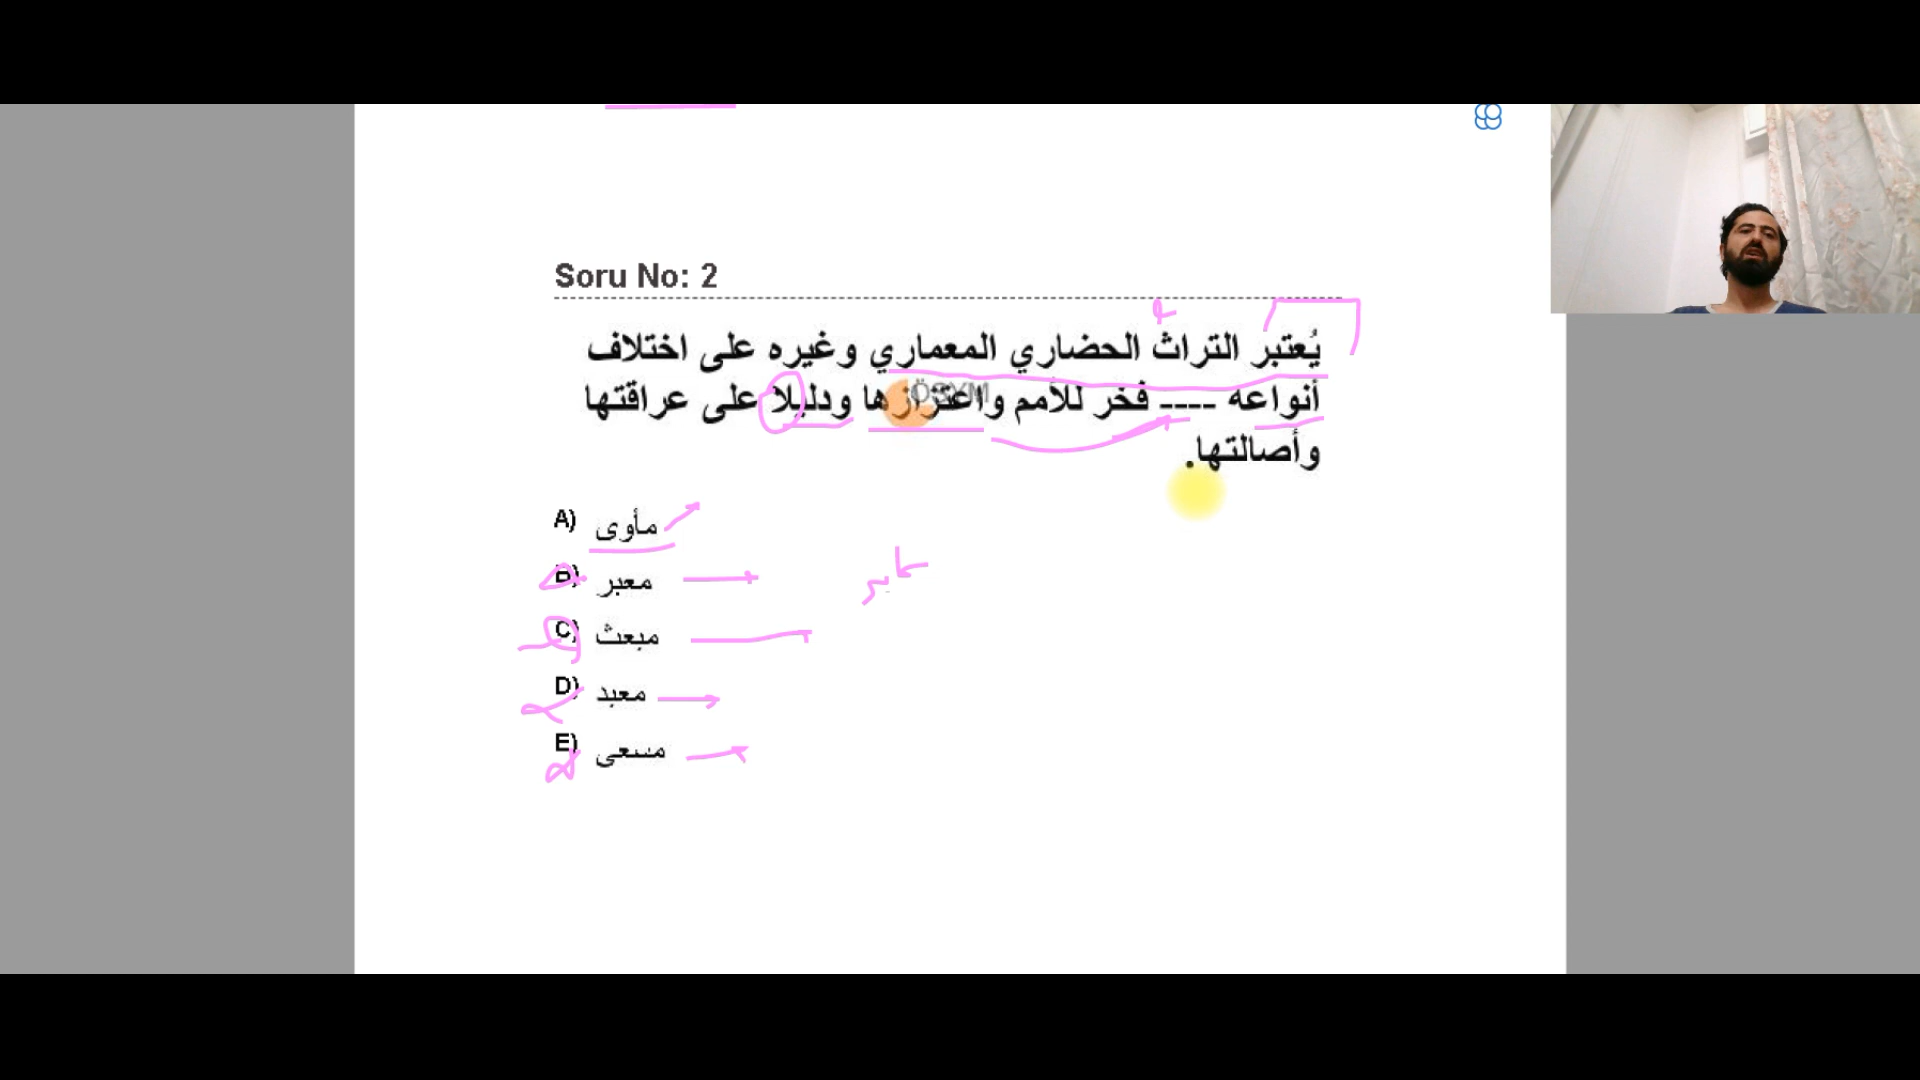 Soru No: 2
يُعتبر التراث الحضاري المعماري وغيره على اختلاف
أنواعه ---- فخر للأمم واعتزازها ودليلا على عراقتها
وأصالتها.
ÖSYM
A) مأوى
B) معبر
C) مبعث
D) معبد
E) مسعى